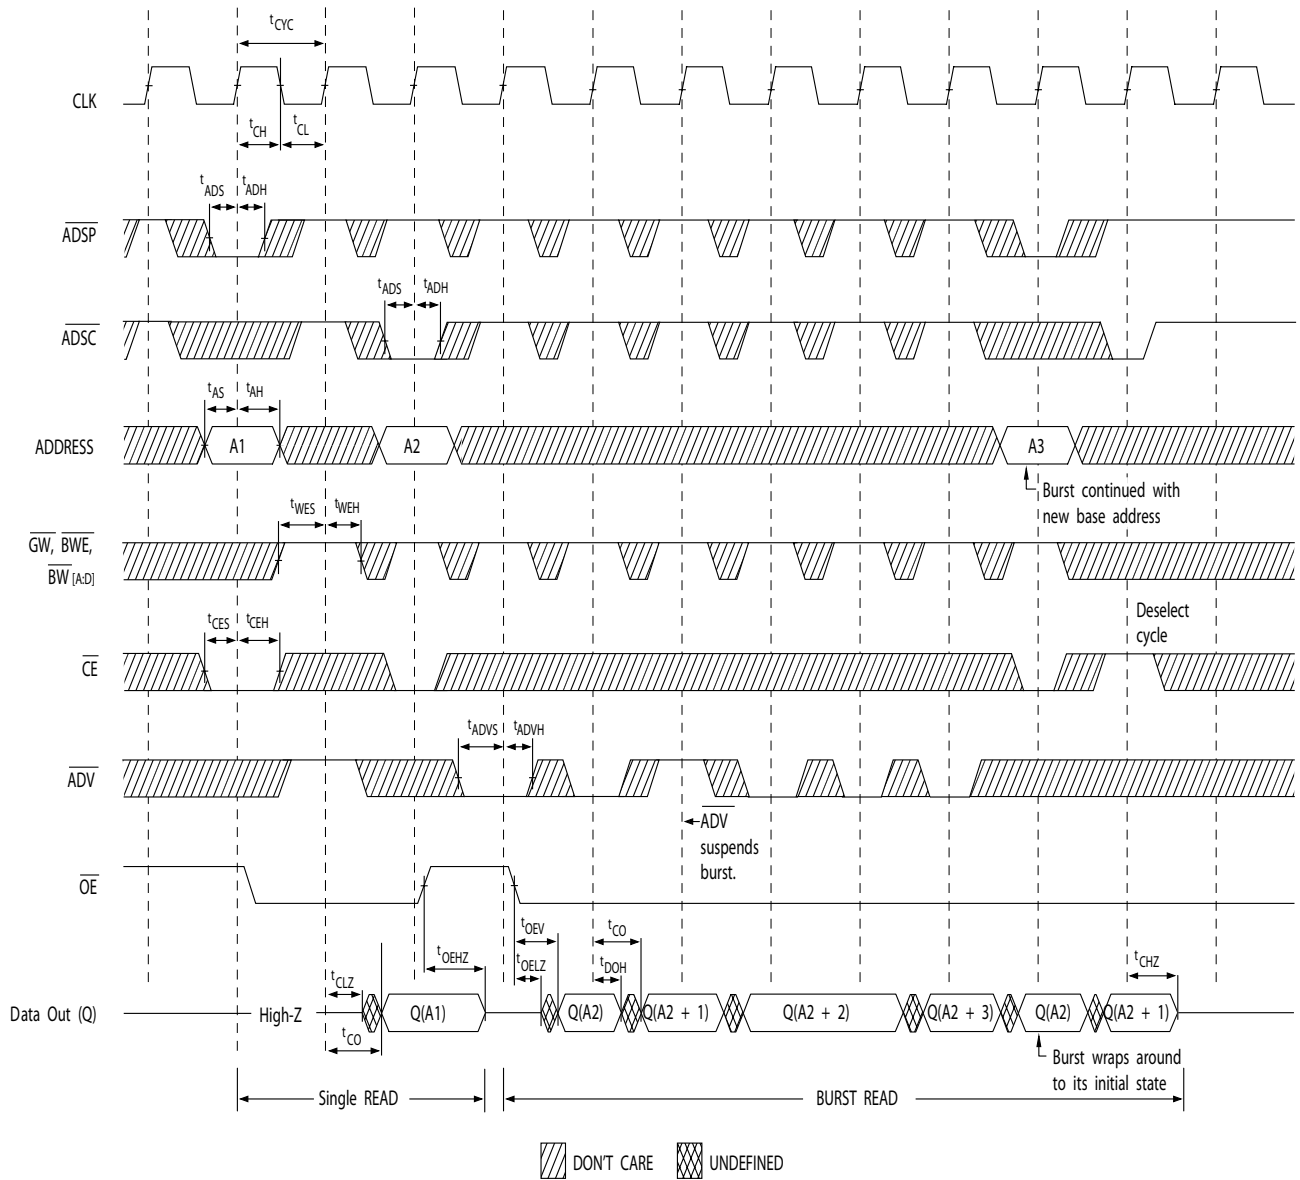 tCYC
CLK
tCH
tCL
tADS
tADH
ADSP
tADS
tADH
ADSC
tAS
tAH
ADDRESS
A1
A2
A3
Burst continued with
new base address
tWES
tWEH
GW, BWE,
BW [A:D]
Deselect
cycle
tCES
tCEH
CE
tADVS
tADVH
ADV
ADV
suspends
burst.
OE
tOEV
tCO
tOEHZ
tOELZ
tDOH
tCHZ
tCLZ
Data Out (Q)
High-Z
Q(A1)
Q(A2)
Q(A2 + 1)
Q(A2 + 2)
Q(A2 + 3)
Q(A2)
Q(A2 + 1)
tCO
Burst wraps around
to its initial state
Single READ
BURST READ
DON'T CARE
UNDEFINED